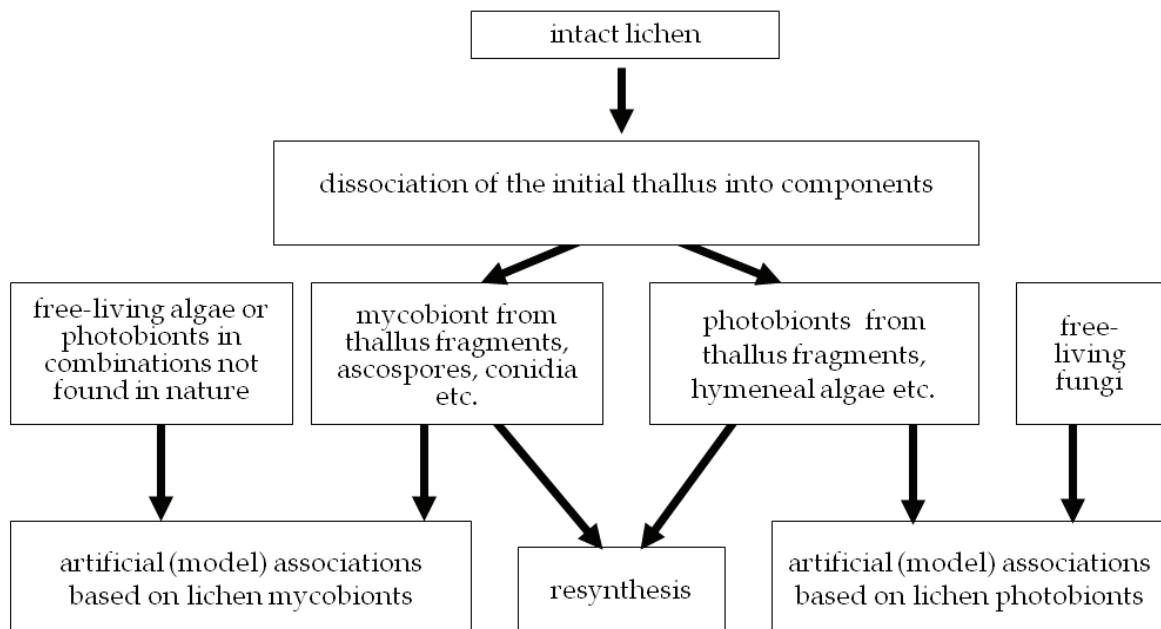 intact lichen
dissociation of the initial thallus into components
free-living algae or
photobionts in
combinations not
found in nature
mycobiont from
thallus fragments,
ascospores, conidia
etc.
photobionts from
thallus fragments,
hymeneal algae etc.
free-
living
fungi
artificial (model) associations
based on lichen mycobionts
resynthesis
artificial (model) associations
based on lichen photobionts